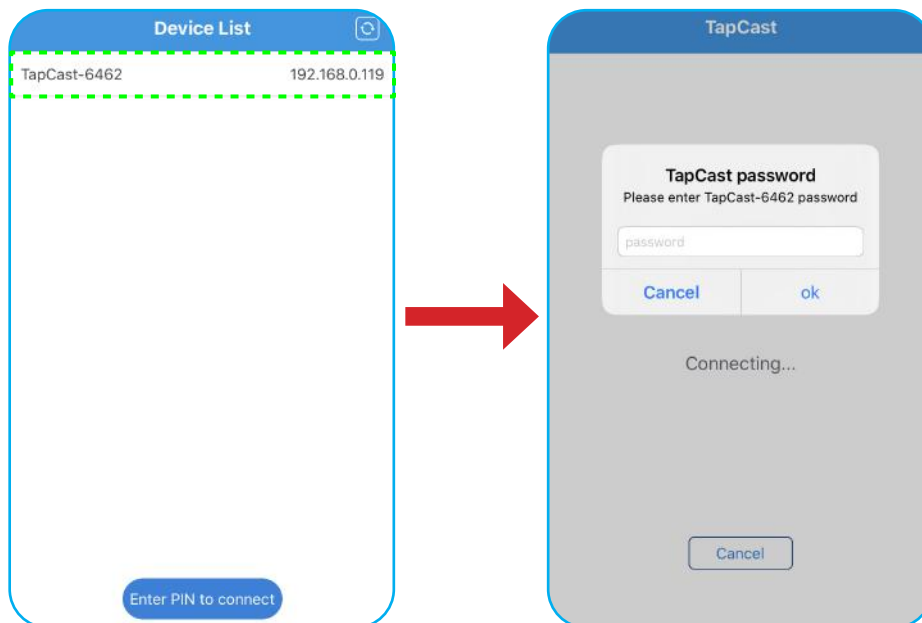 Device List
TapCast-6462 192.168.0.119
Enter PIN to connect
TapCast
TapCast password
Please enter TapCast-6462 password
password
Cancel ok
Connecting...
Cancel